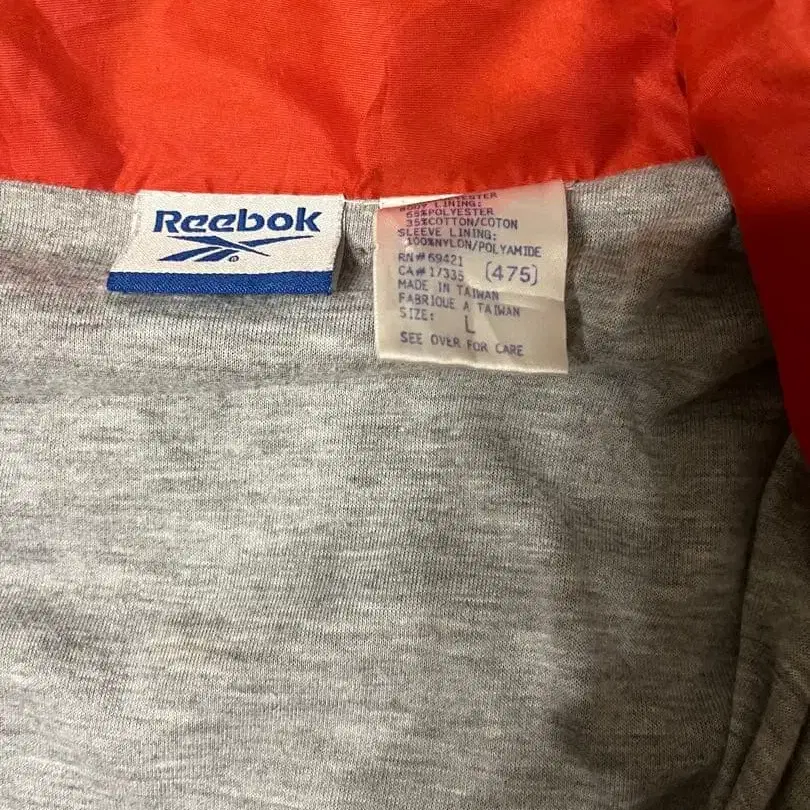 Reebok
®
BODY LINING:
65%POLYESTER
35%COTTON/COTON
SLEEVE LINING:
100%NYLON/POLYAMIDE
RN# 69421
CA# 17335 (475)
MADE IN TAIWAN
FABRIQUE A TAIWAN
SIZE: L
SEE OVER FOR CARE